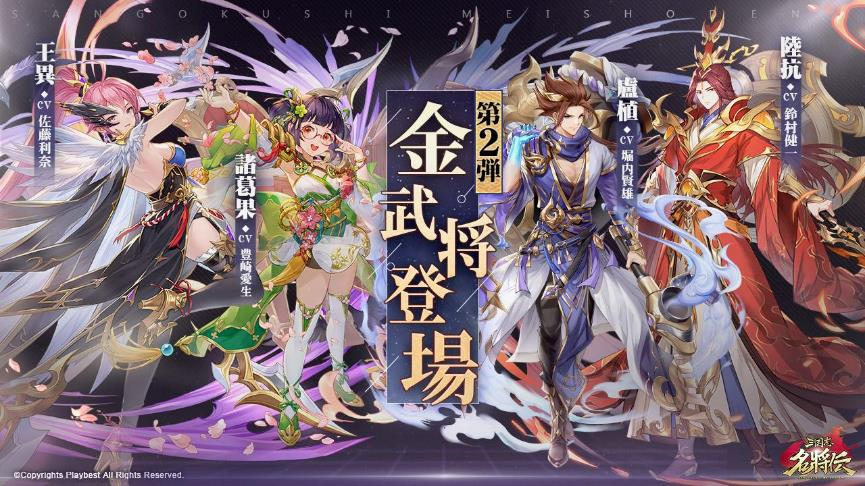 SANGOKUSHI MEISHODEN
王異◆CV 佐藤利奈
諸葛果◆CV 豊崎愛生
第2弾
金武将登場
盧植◆CV 堀内賢雄
陸抗◆CV 鈴村健一
三国志
名将伝
©Copyrights Playbest All Rights Reserved.